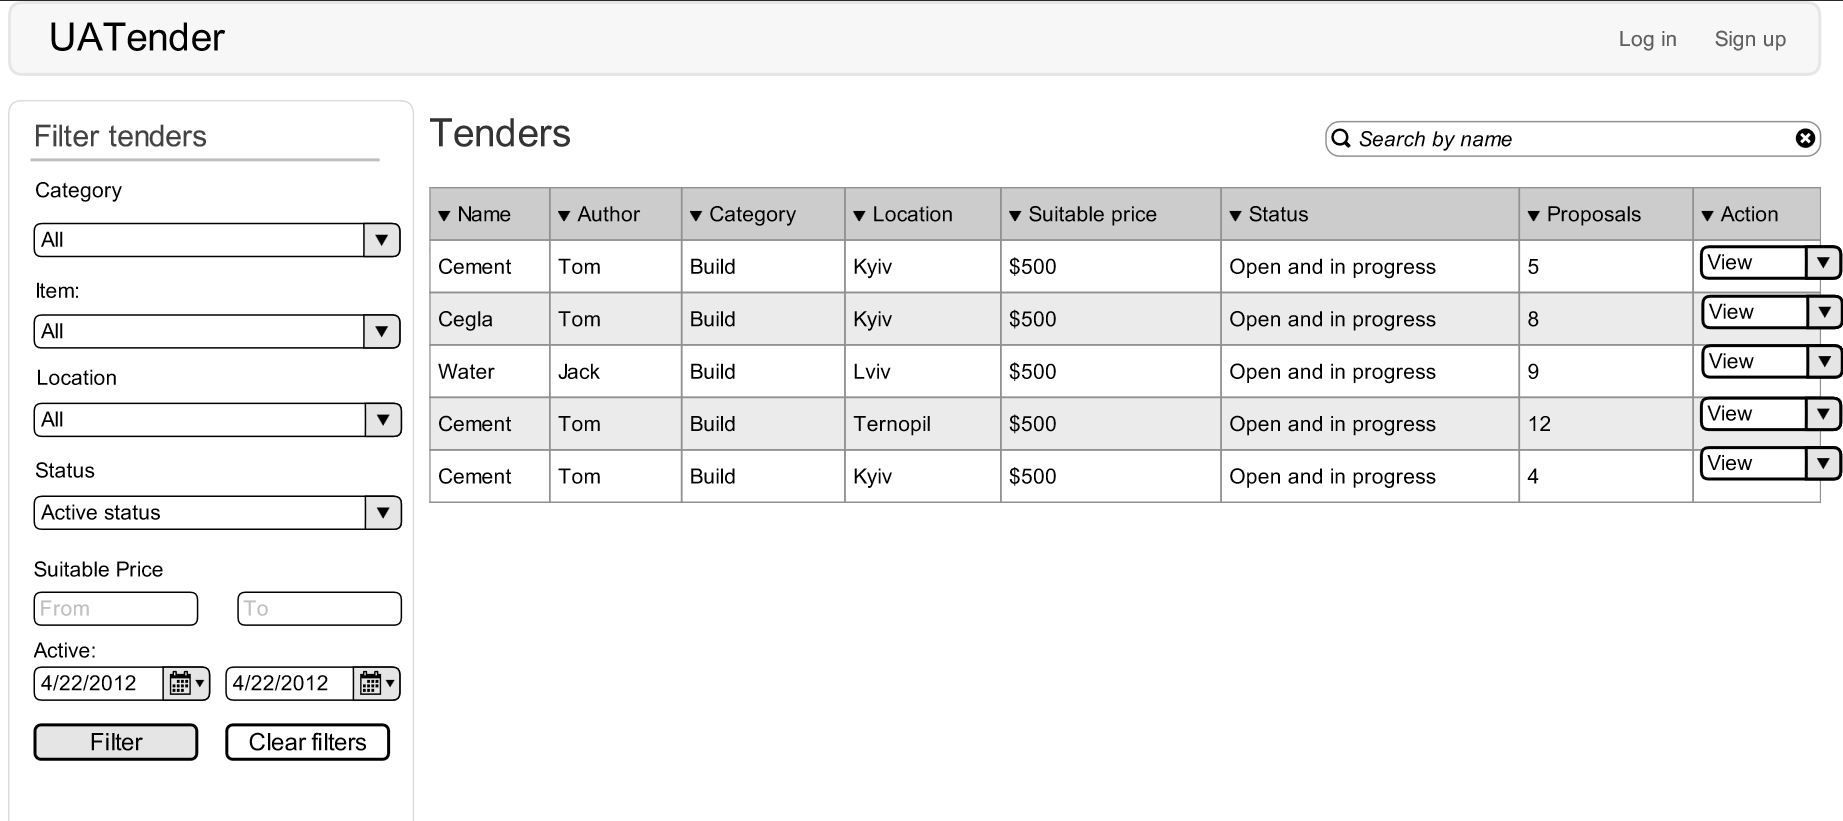 UATender
Log in Sign up
Filter tenders
Category
All
Item:
All
Location
All
Status
Active status
Suitable Price
From To
Active:
4/22/2012 4/22/2012
Filter Clear filters
Tenders
Search by name
Name Author Category Location Suitable price Status Proposals Action
Cement Tom Build Kyiv $500 Open and in progress 5 View
Cegla Tom Build Kyiv $500 Open and in progress 8 View
Water Jack Build Lviv $500 Open and in progress 9 View
Cement Tom Build Ternopil $500 Open and in progress 12 View
Cement Tom Build Kyiv $500 Open and in progress 4 View